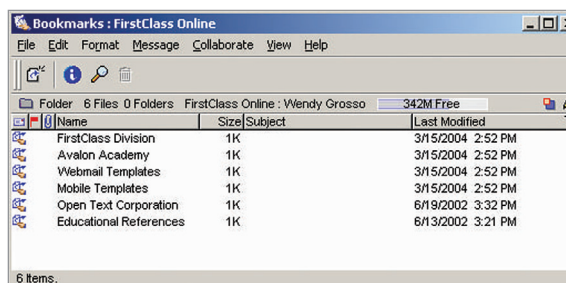 Bookmarks : FirstClass Online
File Edit Format Message Collaborate View Help
Folder 6 Files 0 Folders FirstClass Online : Wendy Grosso 342M Free
Name Size Subject Last Modified
FirstClass Division 1K 3/15/2004 2:52 PM
Avalon Academy 1K 3/15/2004 2:52 PM
Webmail Templates 1K 3/15/2004 2:52 PM
Mobile Templates 1K 3/15/2004 2:52 PM
Open Text Corporation 1K 6/19/2002 3:32 PM
Educational References 1K 6/13/2002 3:21 PM
6 Items.